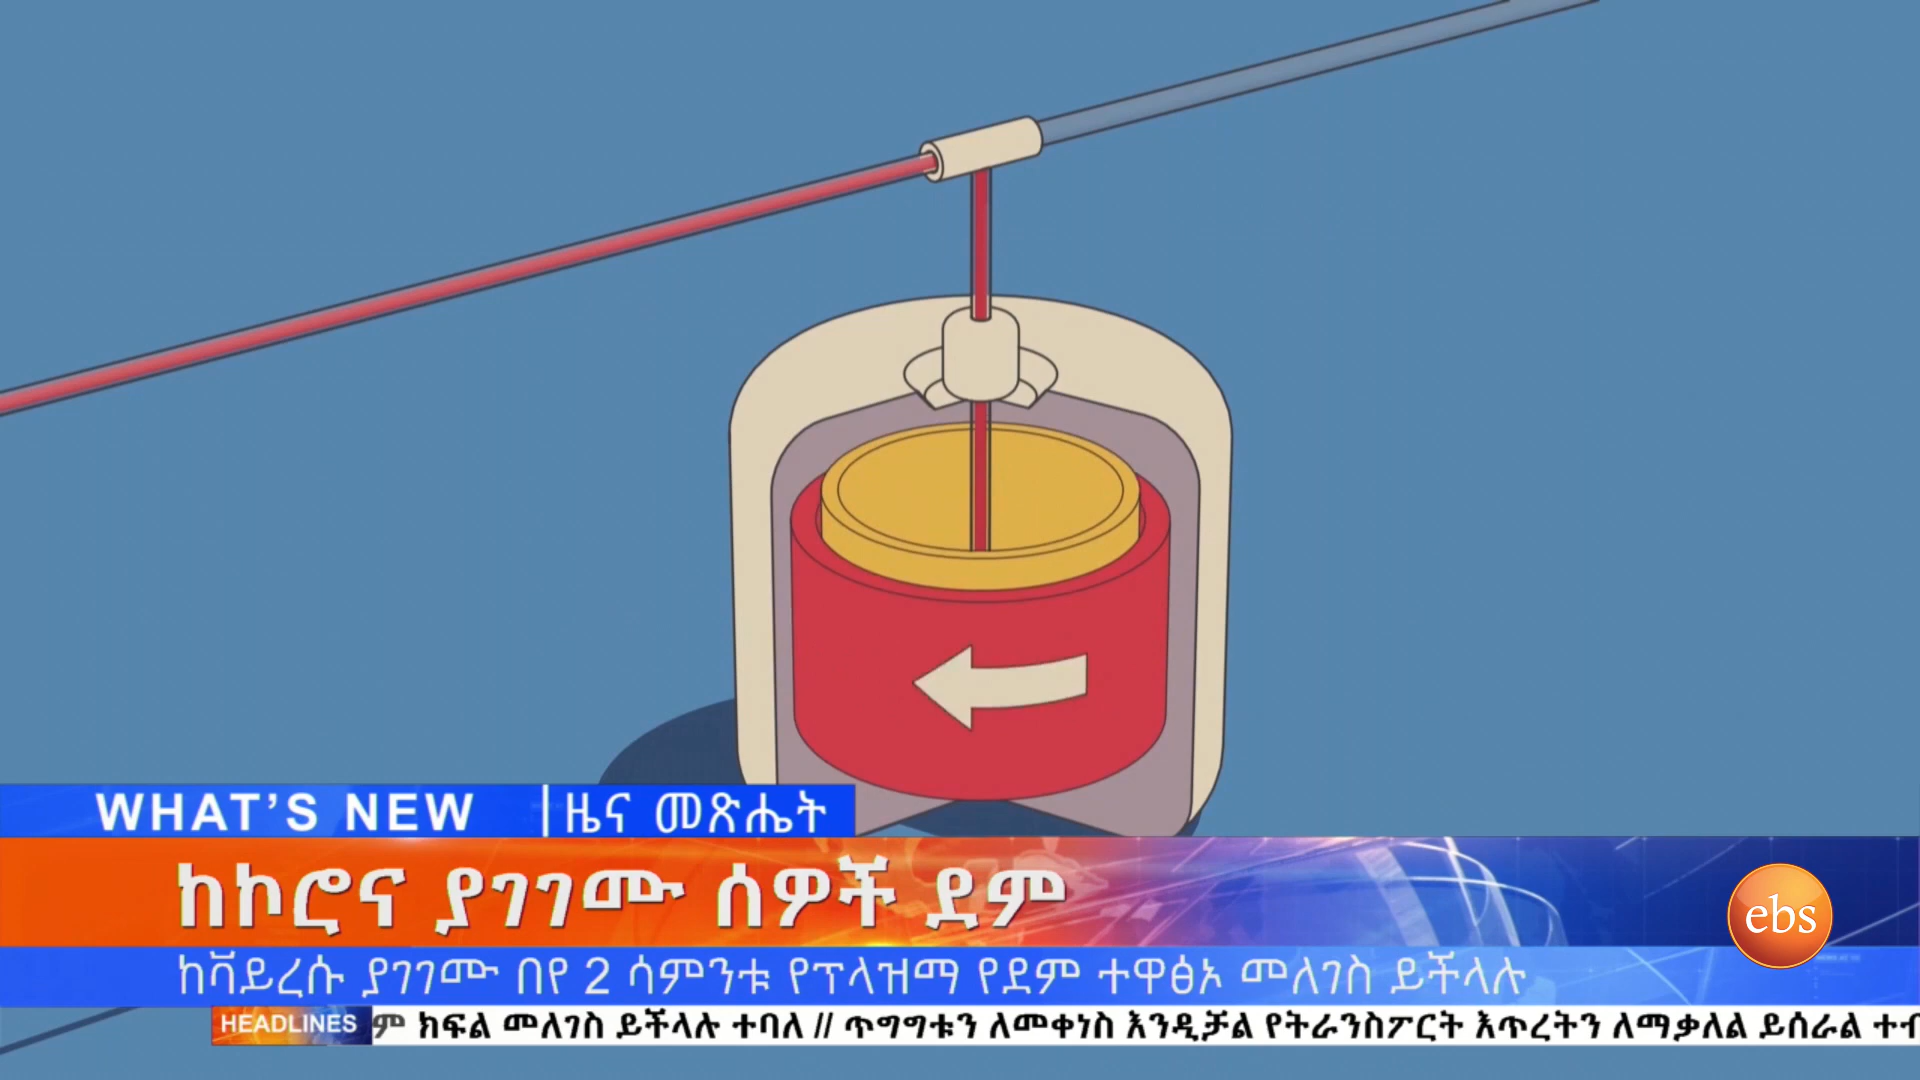 WHAT'S NEW | ዜና መጽሔት
ከኮሮና ያገገሙ ሰዎች ደም
ebs
ከቫይረሱ ያገገሙ በየ 2 ሳምንቱ የፕላዝማ የደም ተዋፅኦ መለገስ ይችላሉ
HEADLINES ም ክፍል መለገስ ይችላሉ ተባለ // ጥግግቱን ለመቀነስ እንዲቻል የትራንስፖርት እጥረትን ለማቃለል ይሰራል